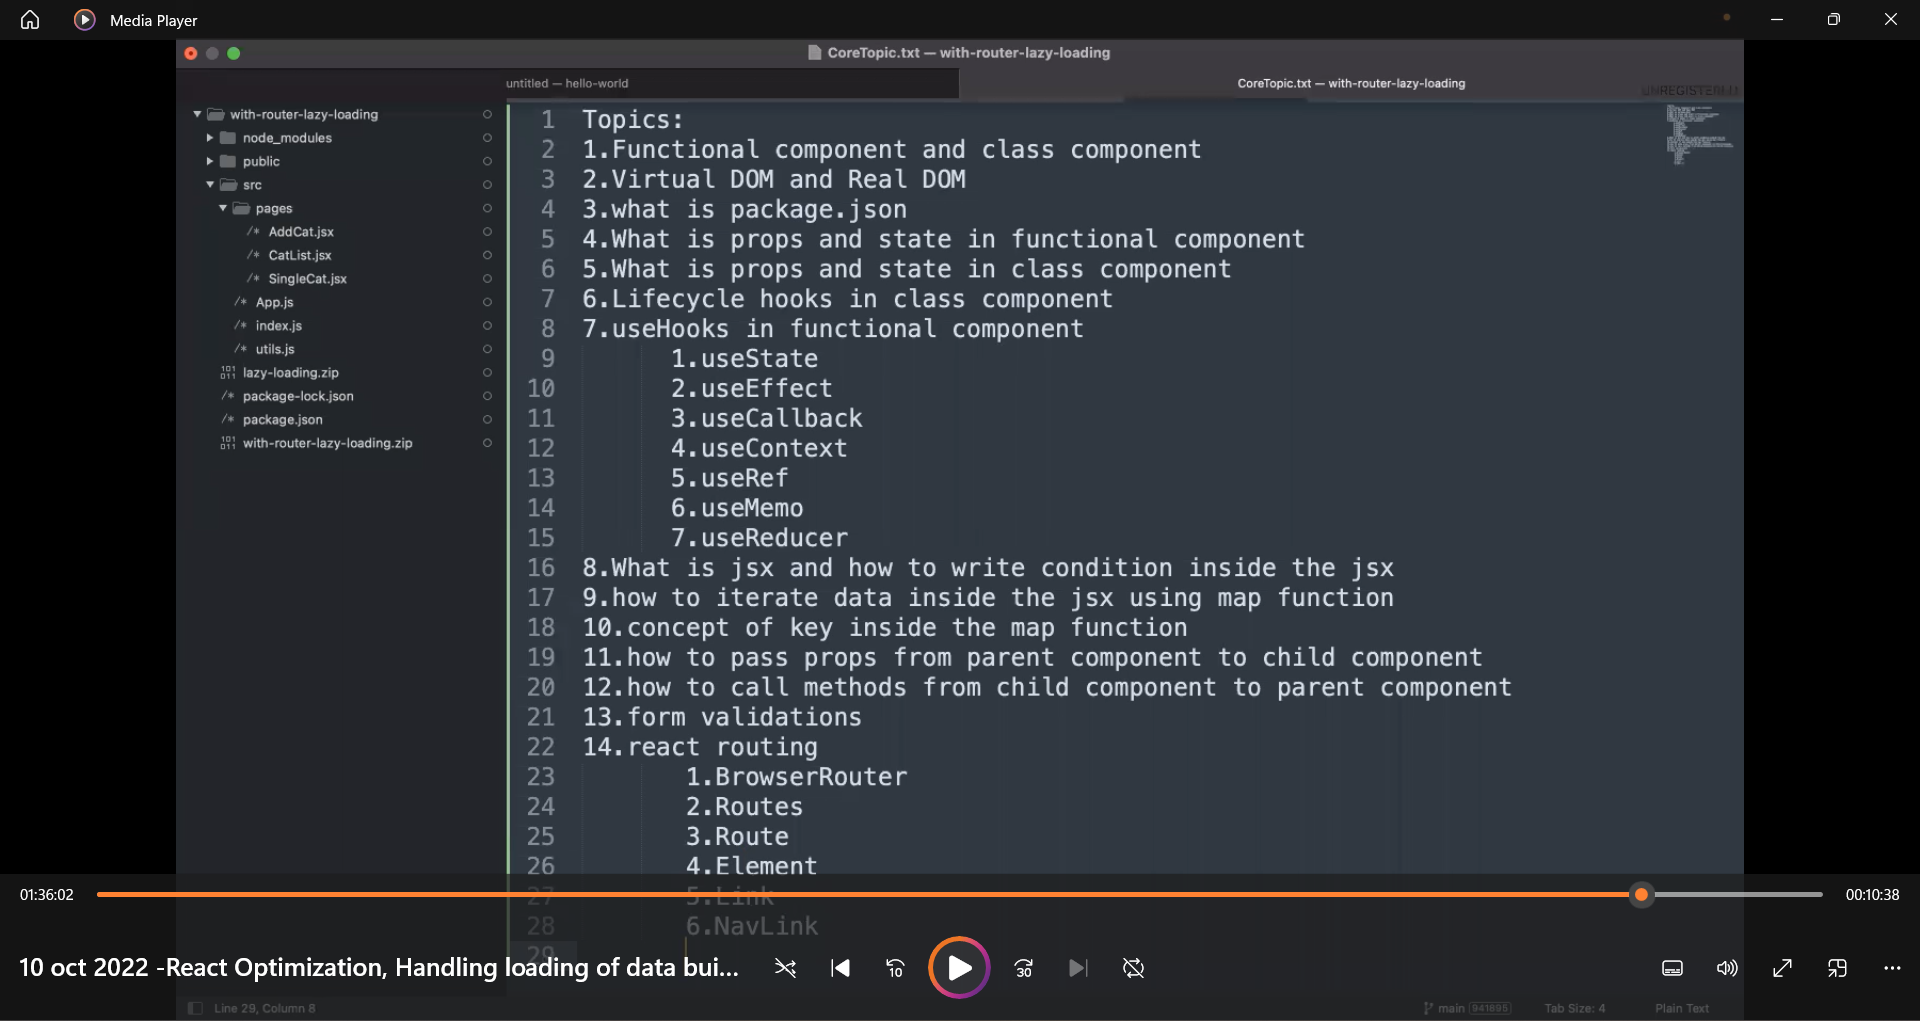 Media Player
CoreTopic.txt — with-router-lazy-loading
untitled — hello-world
CoreTopic.txt — with-router-lazy-loading
UNREGISTERED
with-router-lazy-loading
node_modules
public
src
pages
/* AddCat.jsx
/* CatList.jsx
/* SingleCat.jsx
/* App.js
/* index.js
/* utils.js
lazy-loading.zip
/* package-lock.json
/* package.json
with-router-lazy-loading.zip
1 Topics:
2 1.Functional component and class component
3 2.Virtual DOM and Real DOM
4 3.what is package.json
5 4.What is props and state in functional component
6 5.What is props and state in class component
7 6.Lifecycle hooks in class component
8 7.useHooks in functional component
9 1.useState
10 2.useEffect
11 3.useCallback
12 4.useContext
13 5.useRef
14 6.useMemo
15 7.useReducer
16 8.What is jsx and how to write condition inside the jsx
17 9.how to iterate data inside the jsx using map function
18 10.concept of key inside the map function
19 11.how to pass props from parent component to child component
20 12.how to call methods from child component to parent component
21 13.form validations
22 14.react routing
23 1.BrowserRouter
24 2.Routes
25 3.Route
26 4.Element
27 5.Link
28 6.NavLink
29
01:36:02
00:10:38
10 oct 2022 -React Optimization, Handling loading of data bui...
10
30
Line 29, Column 8
main 941895
Tab Size: 4
Plain Text